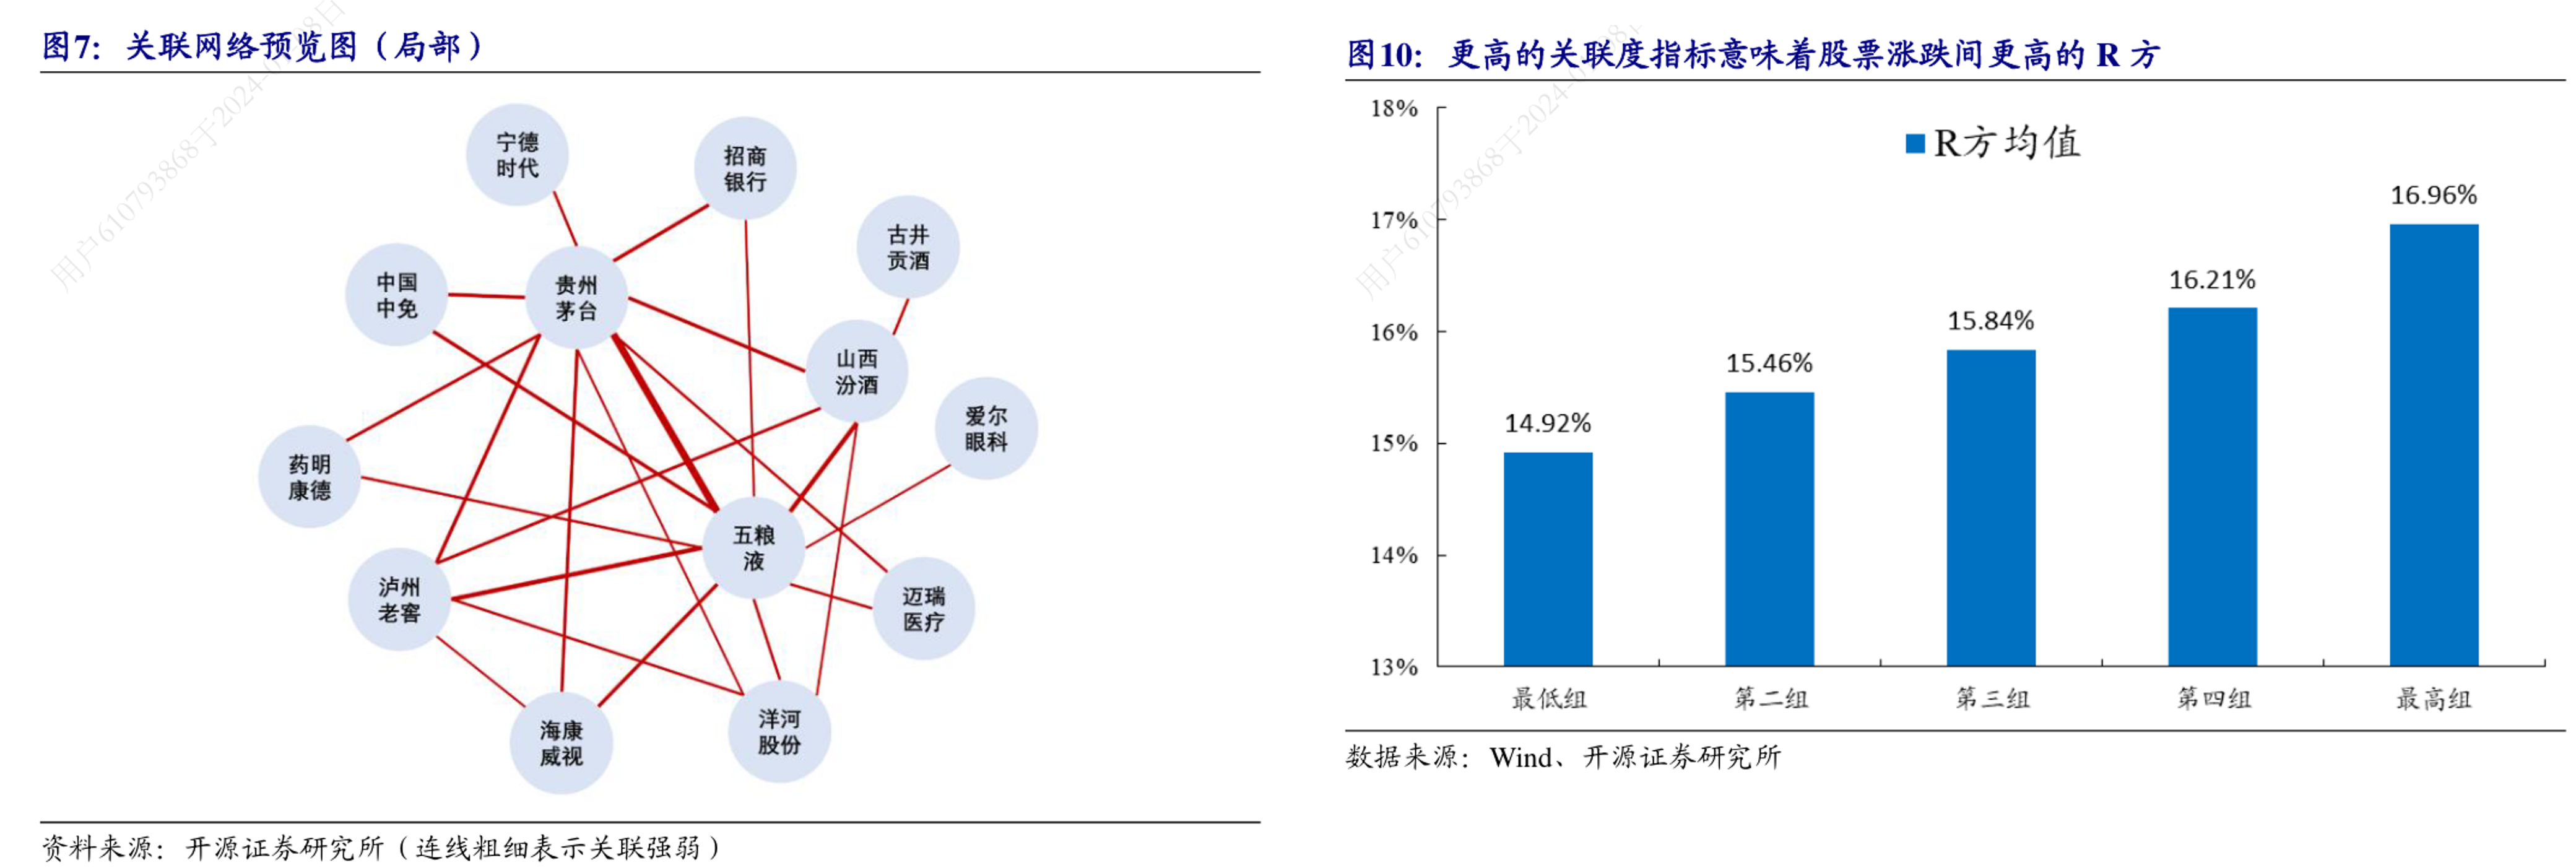 图7：关联网络预览图（局部）
宁德
时代
招商
银行
古井
贡酒
中国
中免
贵州
茅台
山西
汾酒
爱尔
眼科
药明
康德
五粮
液
泸州
老窖
迈瑞
医疗
海康
威视
洋河
股份
资料来源：开源证券研究所（连线粗细表示关联强弱）
图10：更高的关联度指标意味着股票涨跌间更高的 R 方
18%
17%
16%
15%
14%
13%
R方均值
14.92%
15.46%
15.84%
16.21%
16.96%
最低组
第二组
第三组
第四组
最高组
数据来源：Wind、开源证券研究所